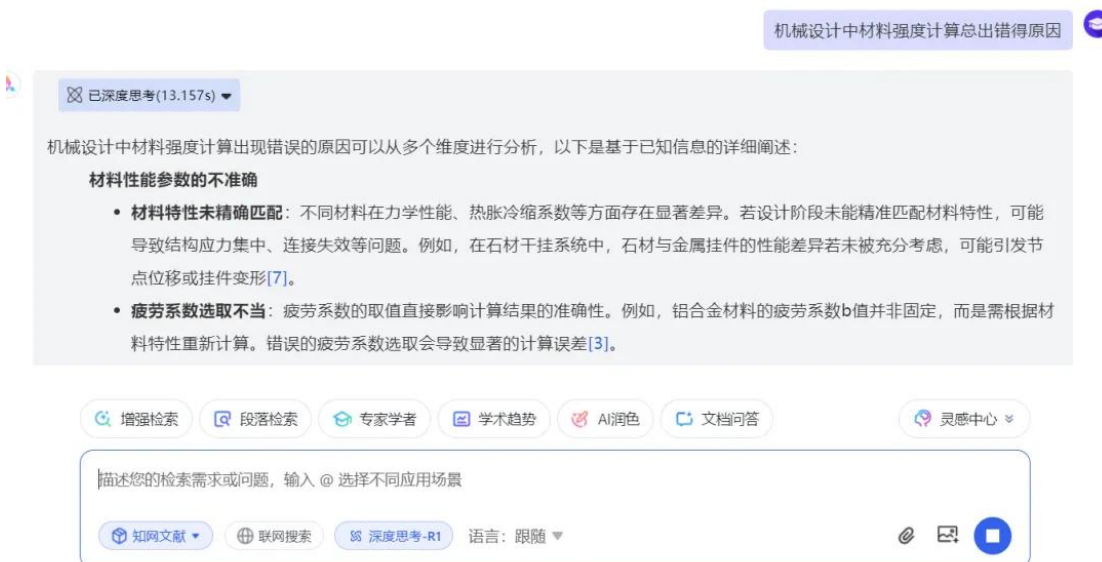 机械设计中材料强度计算总出错得原因
已深度思考(13.157s)
机械设计中材料强度计算出现错误的原因可以从多个维度进行分析，以下是基于已知信息的详细阐述：
材料性能参数的不准确
• 材料特性未精确匹配：不同材料在力学性能、热胀冷缩系数等方面存在显著差异。若设计阶段未能精准匹配材料特性，可能
导致结构应力集中、连接失效等问题。例如，在石材干挂系统中，石材与金属挂件的性能差异若未被充分考虑，可能引发节
点位移或挂件变形[7]。
• 疲劳系数选取不当：疲劳系数的取值直接影响计算结果的准确性。例如，铝合金材料的疲劳系数b值并非固定，而是需根据材
料特性重新计算。错误的疲劳系数选取会导致显著的计算误差[3]。
增强检索 段落检索 专家学者 学术趋势 AI润色 文档问答 灵感中心
描述您的检索需求或问题，输入 @ 选择不同应用场景
知网文献 联网搜索 深度思考-R1 语言：跟随